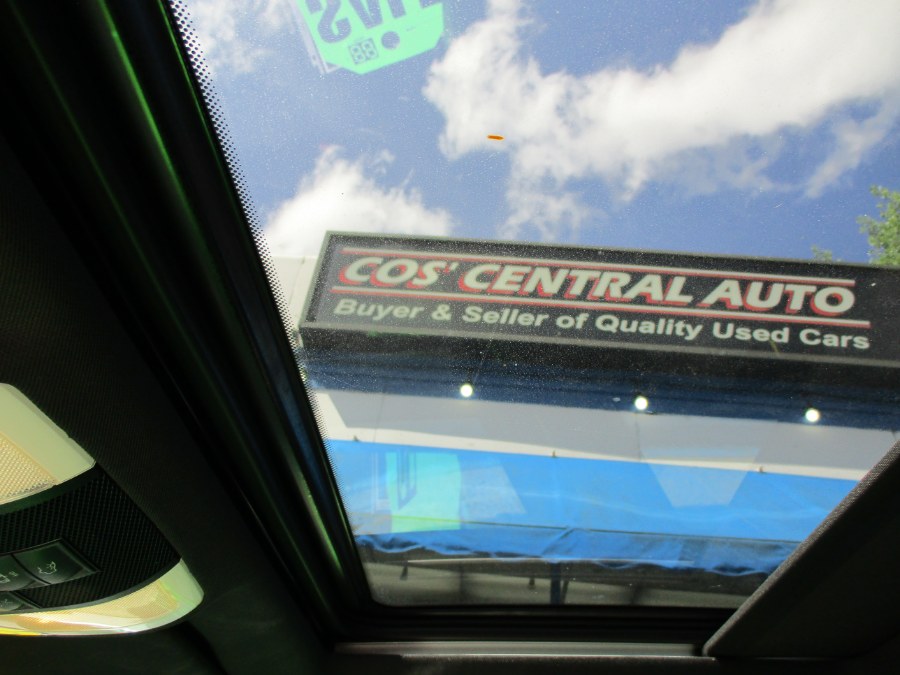 COS' CENTRAL AUTO
Buyer & Seller of Quality Used Cars